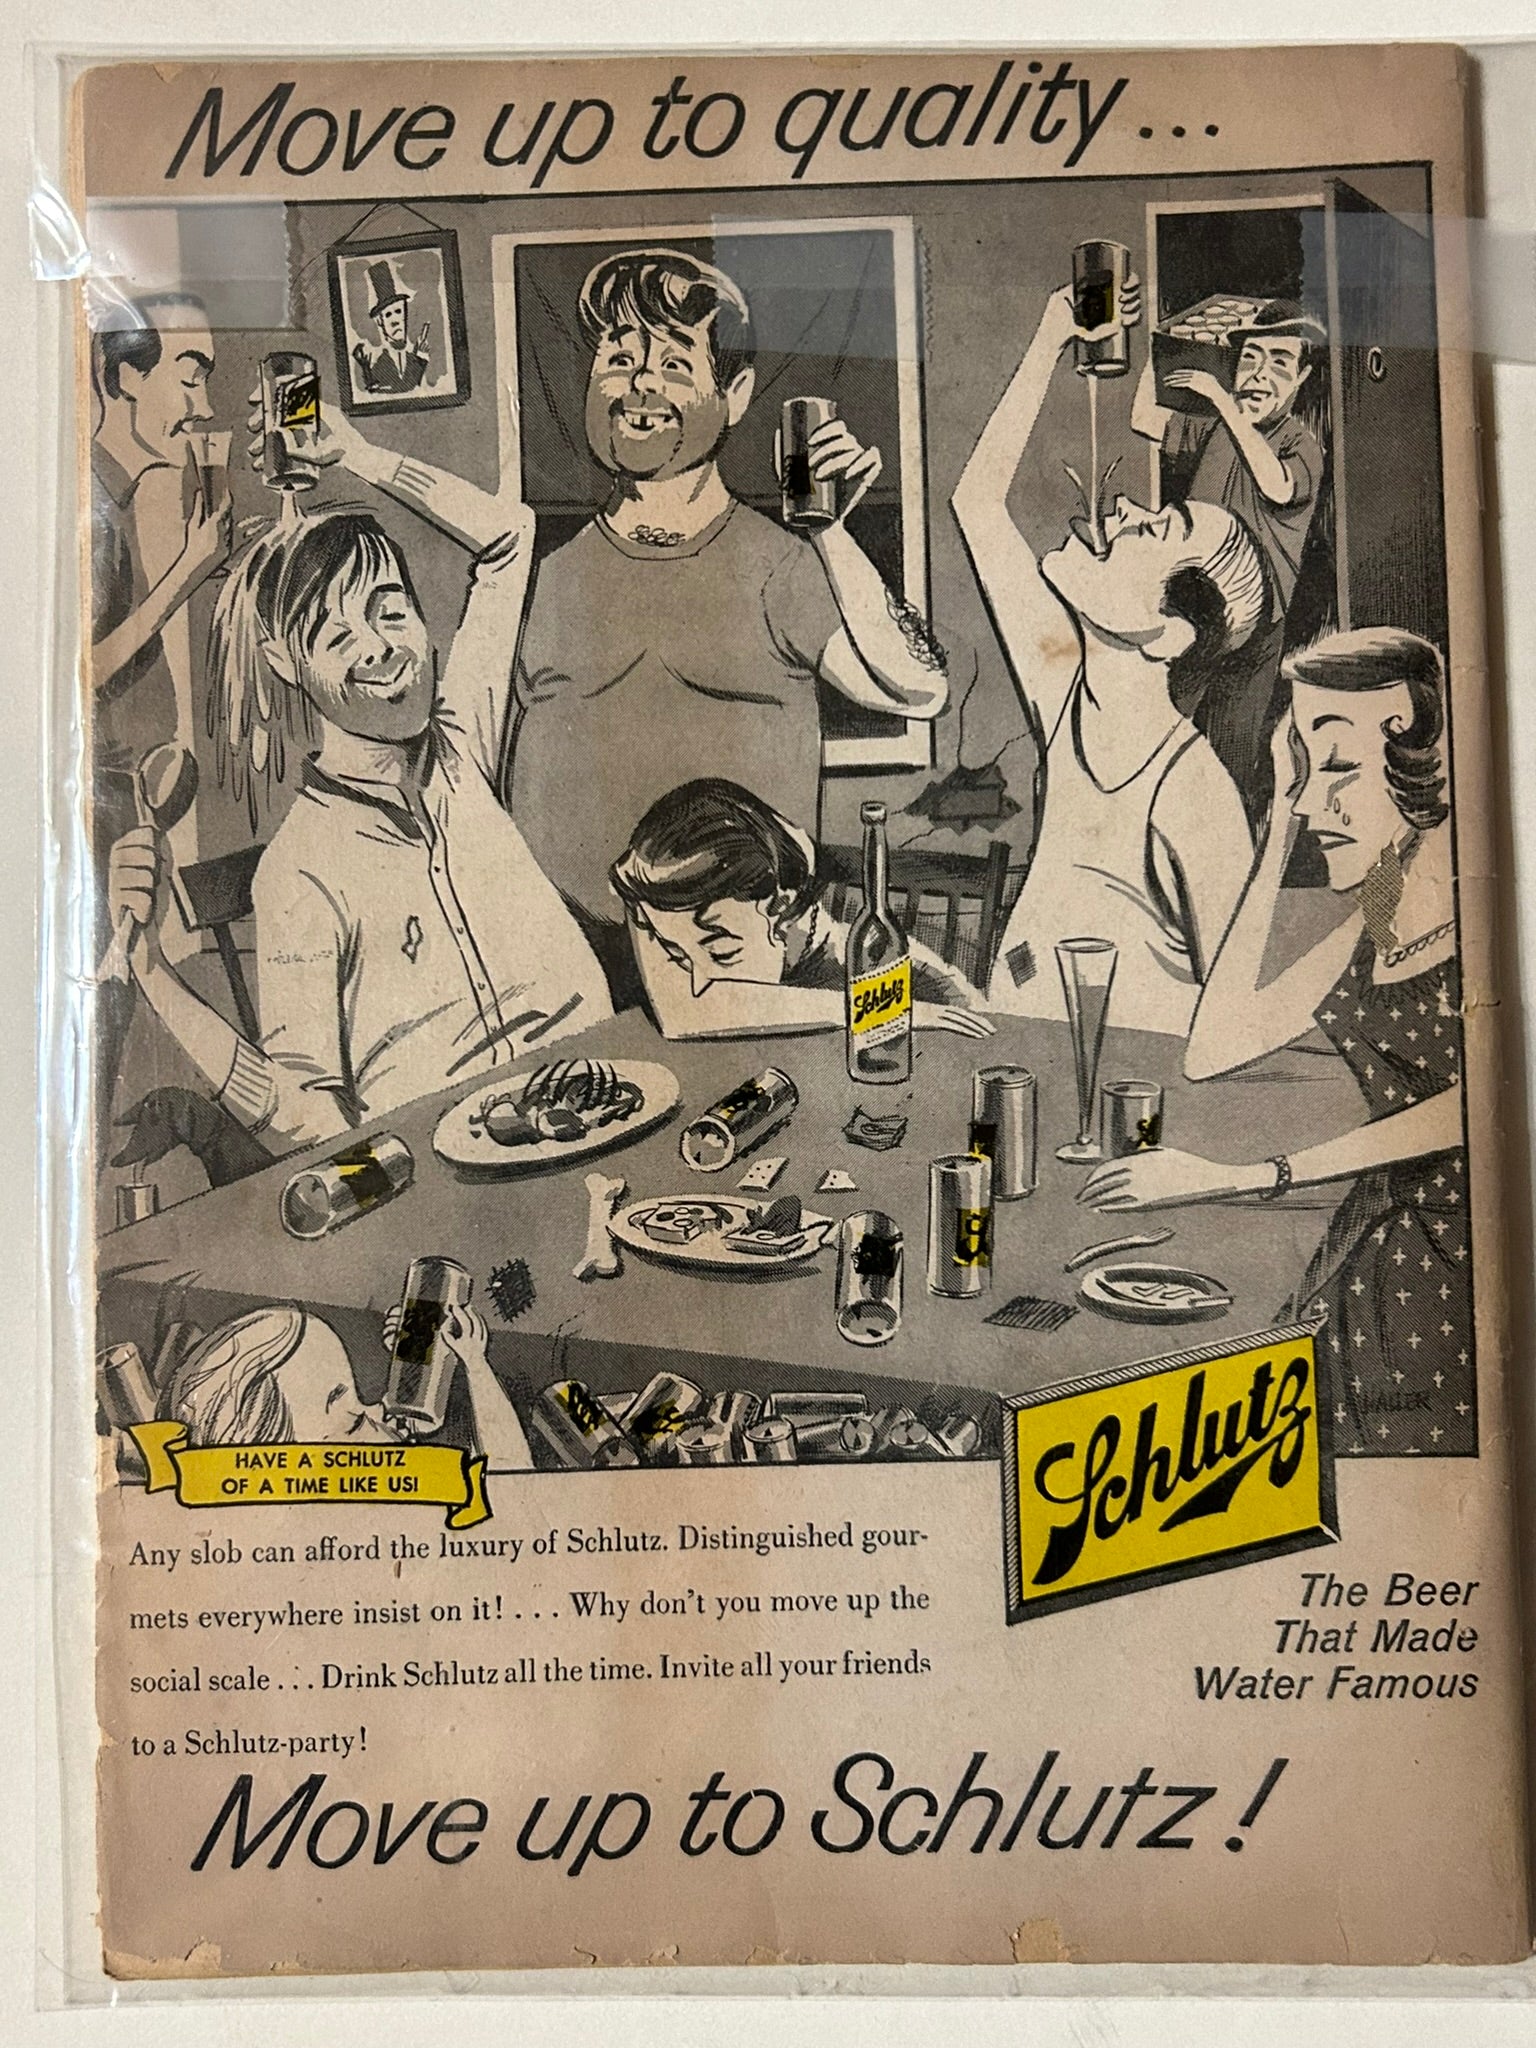 Move up to quality...
Schlutz
HAVE A SCHLUTZ
OF A TIME LIKE US!
Schlutz
Any slob can afford the luxury of Schlutz. Distinguished gour-
mets everywhere insist on it! . . . Why don't you move up the
social scale . . . Drink Schlutz all the time. Invite all your friends
to a Schlutz-party!
The Beer
That Made
Water Famous
Move up to Schlutz!